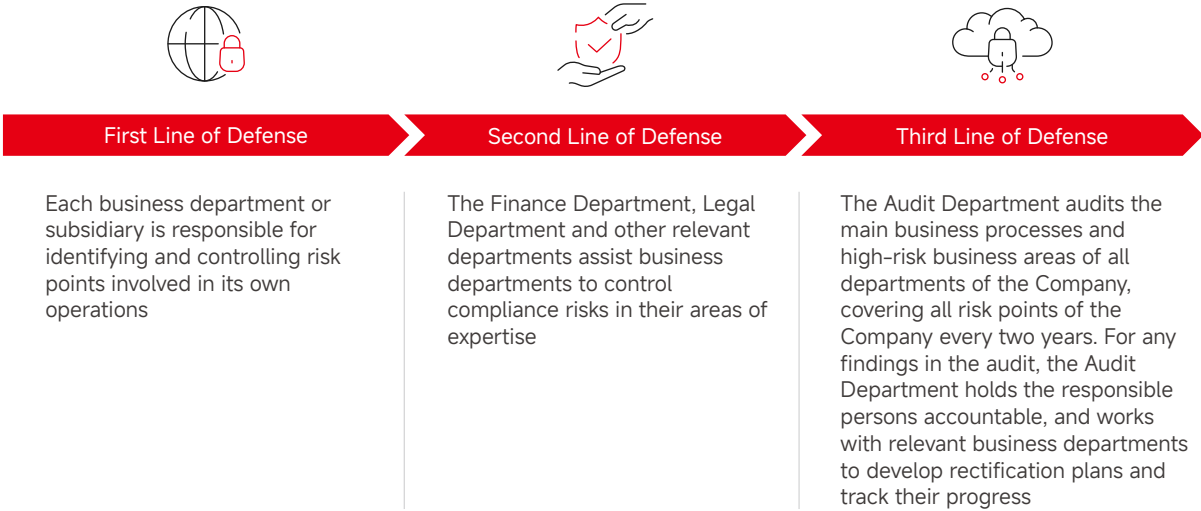 First Line of Defense
Each business department or
subsidiary is responsible for
identifying and controlling risk
points involved in its own
operations
Second Line of Defense
The Finance Department, Legal
Department and other relevant
departments assist business
departments to control
compliance risks in their areas of
expertise
Third Line of Defense
The Audit Department audits the
main business processes and
high-risk business areas of all
departments of the Company,
covering all risk points of the
Company every two years. For any
findings in the audit, the Audit
Department holds the responsible
persons accountable, and works
with relevant business departments
to develop rectification plans and
track their progress